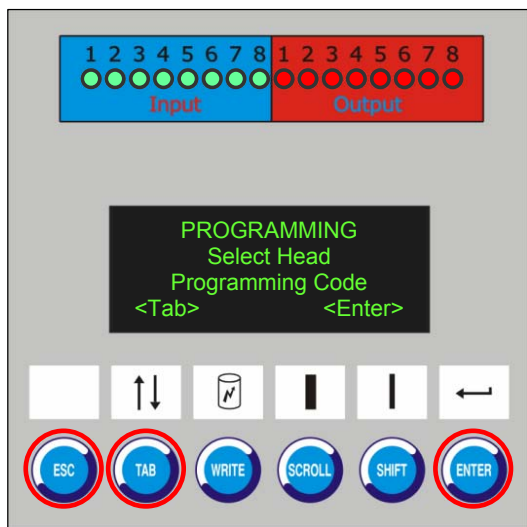 1 2 3 4 5 6 7 8 1 2 3 4 5 6 7 8
Input Output
PROGRAMMING
Select Head
Programming Code
<Tab> <Enter>
ESC TAB WRITE SCROLL SHIFT ENTER